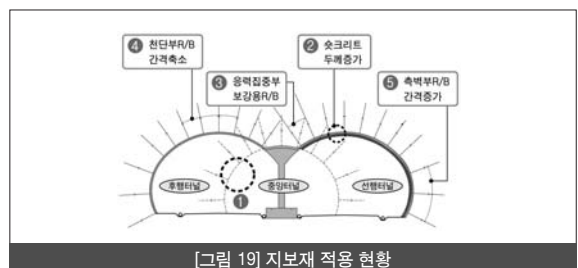 ④ 천단부R/B
간격축소
② 숏크리트
두께증가
③ 응력집중부
보강용R/B
⑤ 측벽부R/B
간격증가
후행터널
중앙터널
선행터널
①
[그림 19] 지보재 적용 현황